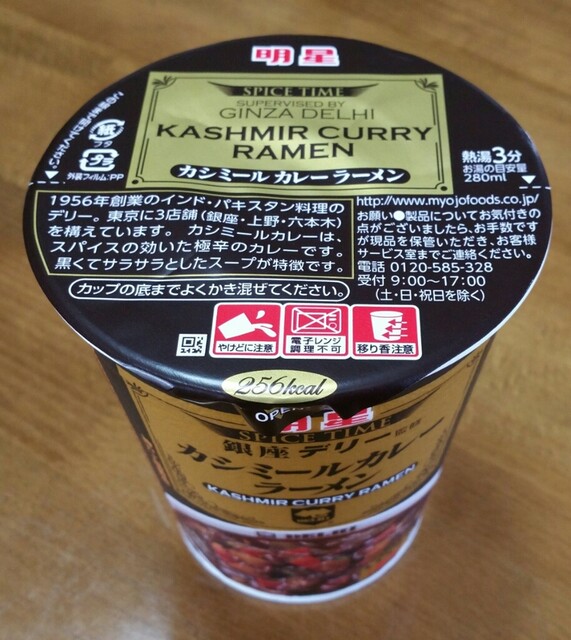 明星
SPICE TIME
SUPERVISED BY
GINZA DELHI
KASHMIR CURRY
RAMEN
カシミール カレー ラーメン
紙
フタ
プラ
外装フィルム:PP
熱湯3分
お湯の目安量
280ml
1956年創業のインド・パキスタン料理の
デリー。東京に3店舗(銀座・上野・六本木)
を構えています。カシミールカレーは、
スパイスの効いた極辛のカレーです。
黒くてサラサラとしたスープが特徴です。
カップの底までよくかき混ぜてください。
http://www.myojofoods.co.jp/
お願い●製品についてお気付きの
点がございましたら、お手数です
が現品を保管いただき、お客様
サービス室までご連絡ください。
電話 0120-585-328
受付 9:00〜17:00
(土・日・祝日を除く)
やけどに注意
電子レンジ
調理不可
移り香注意
256kcal
OPEN
明星
SPICE TIME
銀座デリー監修
カシミールカレー
ラーメン
KASHMIR CURRY RAMEN
DELHI